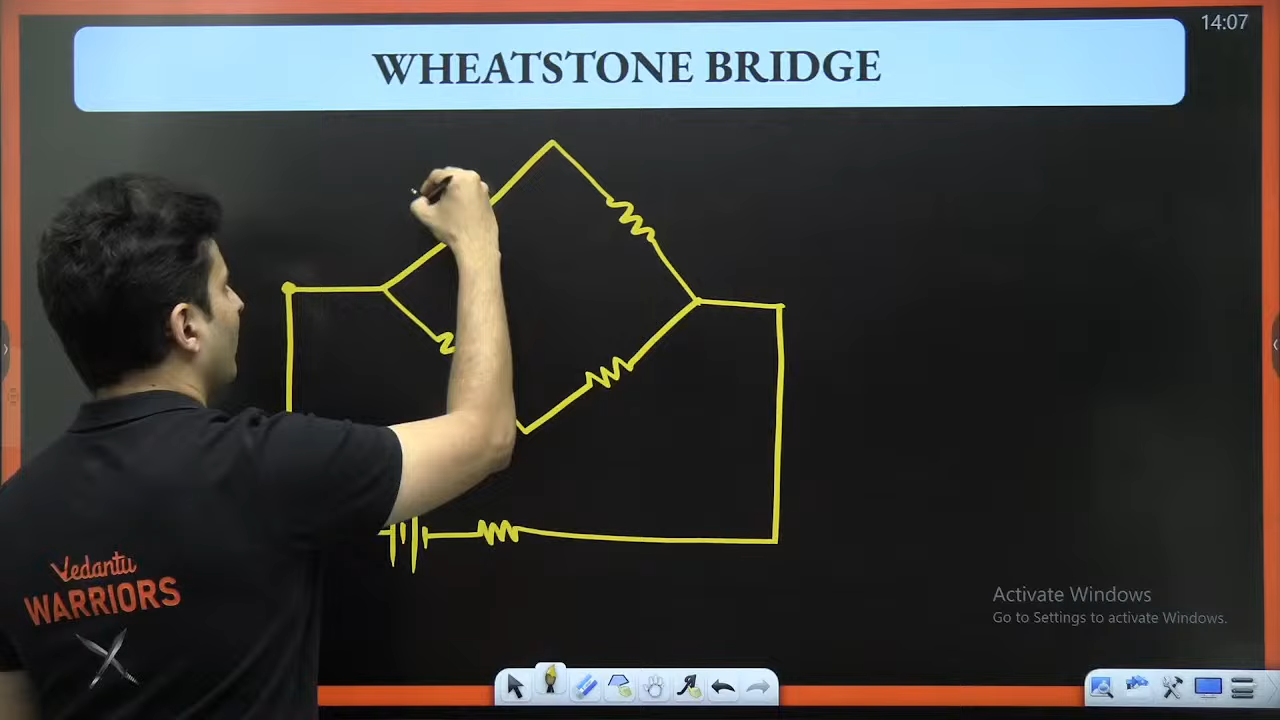 14:07
WHEATSTONE BRIDGE
Vedantu
WARRIORS
Activate Windows
Go to Settings to activate Windows.